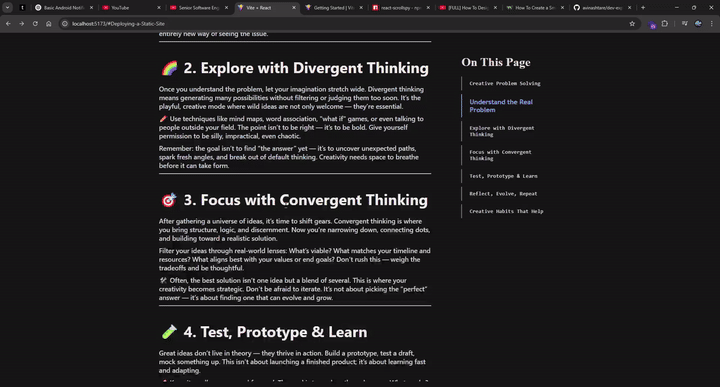 Basic Android Notif
YouTube
Senior Software Eng
Vite + React
Getting Started | Vit
react-scrollspy - np
[FULL] How To Design
How To Create a Sm
avinashtare/dev-exp
localhost:5173/#Deploying-a-Static-Site
entirely new way of seeing the issue.
🌈 2. Explore with Divergent Thinking
Once you understand the problem, let your imagination stretch wide. Divergent thinking
means generating many possibilities without filtering or judging them too soon. It's the
playful, creative mode where wild ideas are not only welcome — they're essential.
🧨 Use techniques like mind maps, word association, "what if" games, or even talking to
people outside your field. The point isn't to be right — it's to be bold. Give yourself
permission to be silly, impractical, even chaotic.
Remember: the goal isn't to find "the answer" yet — it's to uncover unexpected paths,
spark fresh angles, and break out of default thinking. Creativity needs space to breathe
before it can take form.
🎯 3. Focus with Convergent Thinking
After gathering a universe of ideas, it's time to shift gears. Convergent thinking is where
you bring structure, logic, and discernment. Now you're narrowing down, connecting dots,
and building toward a realistic solution.
Filter your ideas through real-world lenses: What's viable? What matches your timeline and
resources? What aligns best with your values or end goals? Don't rush this — weigh the
tradeoffs and be thoughtful.
🛠 Often, the best solution isn't one idea but a blend of several. This is where your
creativity becomes strategic. Don't be afraid to iterate. It's not about picking the "perfect"
answer — it's about finding one that can evolve and grow.
🧪 4. Test, Prototype & Learn
Great ideas don't live in theory — they thrive in action. Build a prototype, test a draft,
mock something up. This isn't about launching a finished product; it's about learning fast
and adapting.
On This Page
Creative Problem Solving
Understand the Real
Problem
Explore with Divergent
Thinking
Focus with Convergent
Thinking
Test, Prototype & Learn
Reflect, Evolve, Repeat
Creative Habits That Help